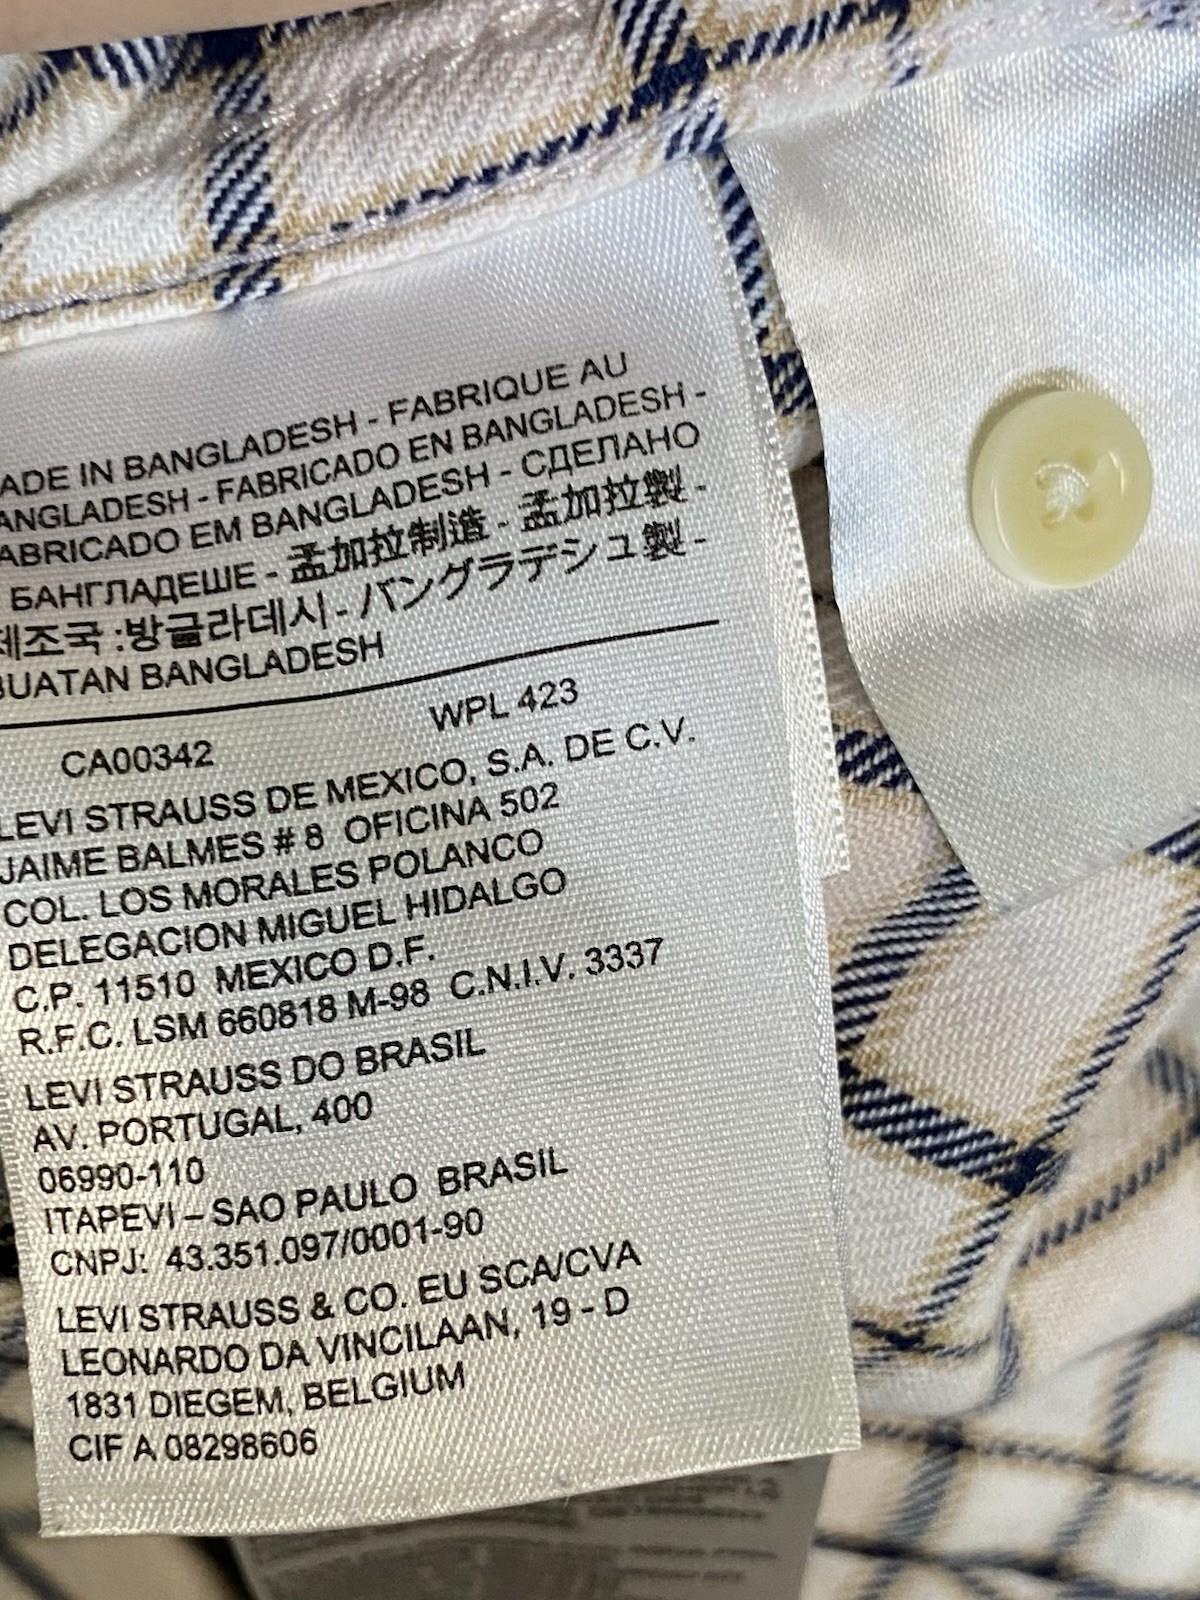 ADE IN BANGLADESH - FABRIQUE AU
ANGLADESH - FABRICADO EN BANGLADESH -
ABRICADO EM BANGLADESH - СДЕЛАНО
БАНГЛАДЕШЕ - 孟加拉制造 - 孟加拉製 -
제조국 :방글라데시 - バングラデシュ製 -
BUATAN BANGLADESH
CA00342 WPL 423
LEVI STRAUSS DE MEXICO, S.A. DE C.V.
JAIME BALMES # 8 OFICINA 502
COL. LOS MORALES POLANCO
DELEGACION MIGUEL HIDALGO
C.P. 11510 MEXICO D.F.
R.F.C. LSM 660818 M-98 C.N.I.V. 3337
LEVI STRAUSS DO BRASIL
AV. PORTUGAL, 400
06990-110
ITAPEVI – SAO PAULO BRASIL
CNPJ: 43.351.097/0001-90
LEVI STRAUSS & CO. EU SCA/CVA
LEONARDO DA VINCILAAN, 19 - D
1831 DIEGEM, BELGIUM
CIF A 08298606